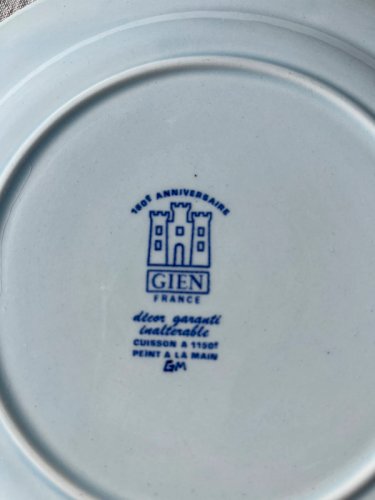 150E ANNIVERSAIRE
GIEN
FRANCE
décor garanti
inaltérable
CUISSON A 1150°
PEINT A LA MAIN
GM